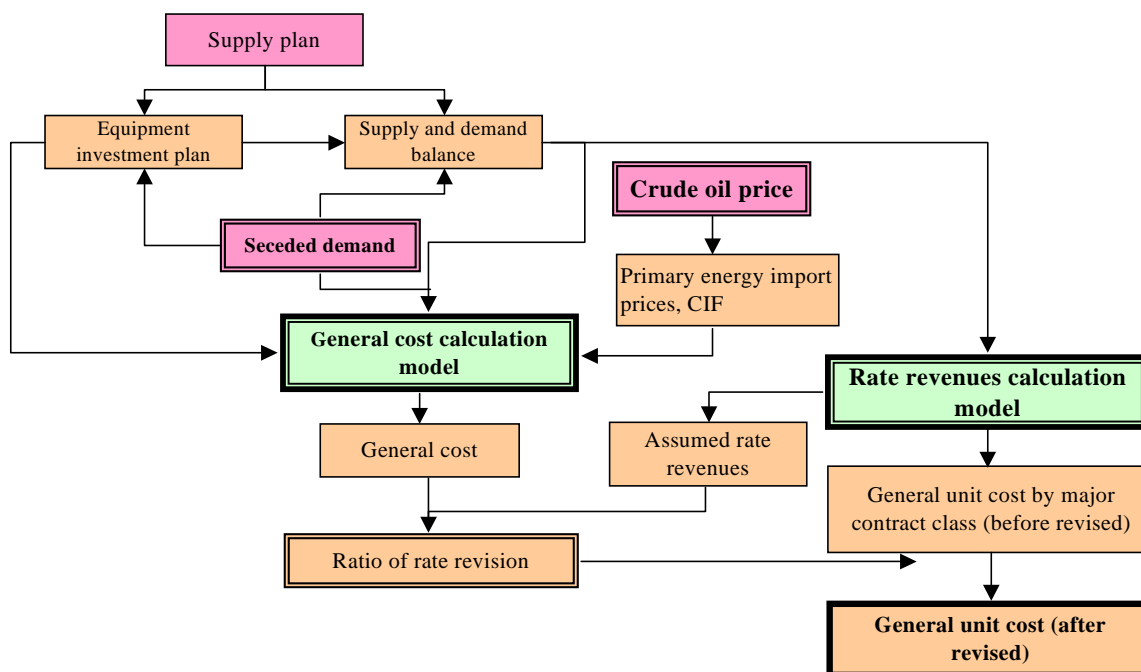 Supply plan
Equipment
investment plan
Supply and demand
balance
Crude oil price
Seceded demand
Primary energy import
prices, CIF
General cost calculation
model
Rate revenues calculation
model
General cost
Assumed rate
revenues
General unit cost by major
contract class (before revised)
Ratio of rate revision
General unit cost (after
revised)